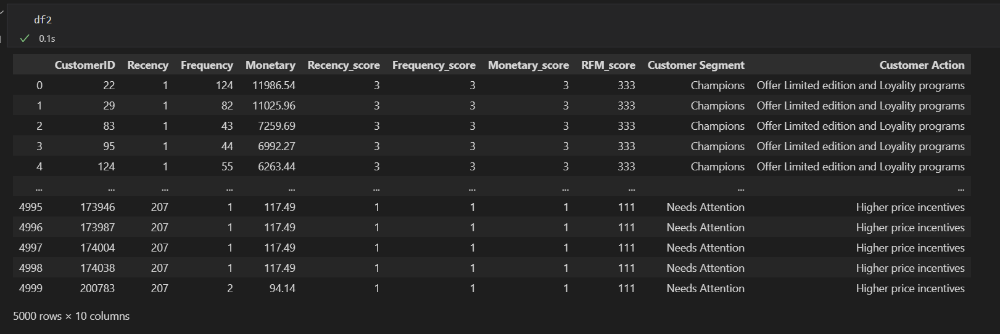 df2
0.1s
CustomerID Recency Frequency Monetary Recency_score Frequency_score Monetary_score RFM_score Customer Segment Customer Action
0 22 1 124 11986.54 3 3 3 333 Champions Offer Limited edition and Loyality programs
1 29 1 82 11025.96 3 3 3 333 Champions Offer Limited edition and Loyality programs
2 83 1 43 7259.69 3 3 3 333 Champions Offer Limited edition and Loyality programs
3 95 1 44 6992.27 3 3 3 333 Champions Offer Limited edition and Loyality programs
4 124 1 55 6263.44 3 3 3 333 Champions Offer Limited edition and Loyality programs
... ... ... ... ... ... ... ... ... ... ...
4995 173946 207 1 117.49 1 1 1 111 Needs Attention Higher price incentives
4996 173987 207 1 117.49 1 1 1 111 Needs Attention Higher price incentives
4997 174004 207 1 117.49 1 1 1 111 Needs Attention Higher price incentives
4998 174038 207 1 117.49 1 1 1 111 Needs Attention Higher price incentives
4999 200783 207 2 94.14 1 1 1 111 Needs Attention Higher price incentives
5000 rows × 10 columns